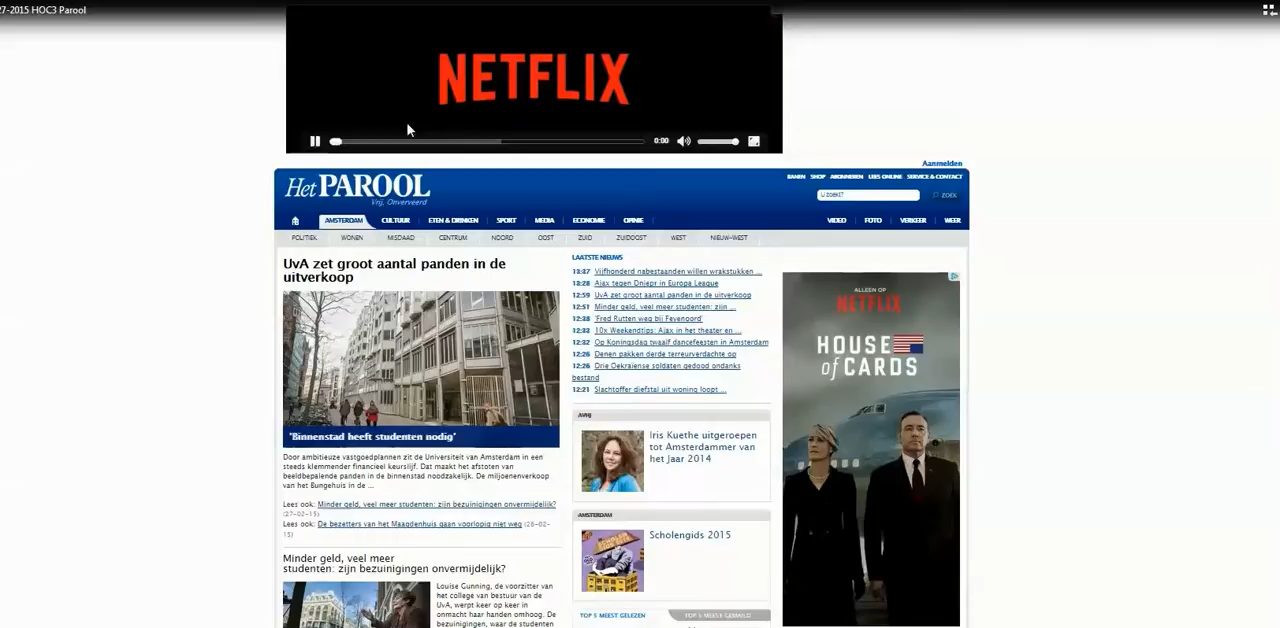 27-2015 HOC3 Parool
NETFLIX
0:00
Aanmelden
Het PAROOL
Vrij, Onverveerd
BANEN SHOP ABONNEREN LEES ONLINE SERVICE & CONTACT
U zoekt?
ZOEK
AMSTERDAM CULTUUR ETEN & DRINKEN SPORT MEDIA ECONOMIE OPINIE VIDEO FOTO VERKEER WEER
POLITIEK WONEN MISDAAD CENTRUM NOORD OOST ZUID ZUIDOOST WEST NIEUW-WEST
UvA zet groot aantal panden in de
uitverkoop
'Binnenstad heeft studenten nodig'
Door ambitieuze vastgoedplannen zit de Universiteit van Amsterdam in een
steeds klemmender financieel keurslijf. Dat maakt het afstoten van
beeldbepalende panden in de binnenstad noodzakelijk. De miljoenenverkoop
van het Bungehuis in de ...
Lees ook: Minder geld, veel meer studenten: zijn bezuinigingen onvermijdelijk?
(27-02-15)
Lees ook: De bezetters van het Maagdenhuis gaan voorlopig niet weg (26-02-
15)
Minder geld, veel meer
studenten: zijn bezuinigingen onvermijdelijk?
Louise Gunning, de voorzitter van
het college van bestuur van de
UvA, werpt keer op keer in
onmacht haar handen omhoog. De
bezuinigingen, waar de studenten
LAATSTE NIEUWS
13:37 Vijfhonderd nabestaanden willen wrakstukken ...
13:28 Ajax tegen Dnjepr in Europa League
12:59 UvA zet groot aantal panden in de uitverkoop
12:51 Minder geld, veel meer studenten: zijn ...
12:38 'Fred Rutten weg bij Feyenoord'
12:33 10x Weekendtips: Ajax in het theater en ...
12:32 Op Koningsdag twaalf dancefeesten in Amsterdam
12:26 Denen pakken derde terreurverdachte op
12:26 Drie Oekraïense soldaten gedood ondanks
bestand
12:21 Slachtoffer diefstal uit woning loopt ...
AVRIJ
Iris Kuethe uitgeroepen
tot Amsterdammer van
het Jaar 2014
AMSTERDAM
Scholengids 2015
TOP 5 MEEST GELEZEN TOP 5 MEEST GEMAILD
ALLEEN OP
NETFLIX
HOUSE
of CARDS